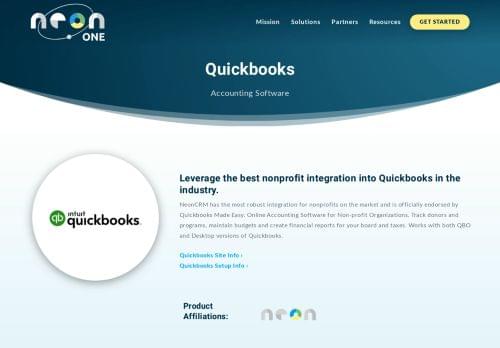 neon
ONE
Mission Solutions Partners Resources GET STARTED
Quickbooks
Accounting Software
Leverage the best nonprofit integration into Quickbooks in the
industry.
NeonCRM has the most robust integration for nonprofits on the market and is officially endorsed by
Quickbooks Made Easy, Online Accounting Software for Non-profit Organizations. Track donors and
programs, maintain budgets and create financial reports for your board and taxes. Works with both QBO
and Desktop versions of Quickbooks.
qb intuit quickbooks.
Quickbooks Site Info ›
Quickbooks Setup Info ›
Product
Affiliations:
neon